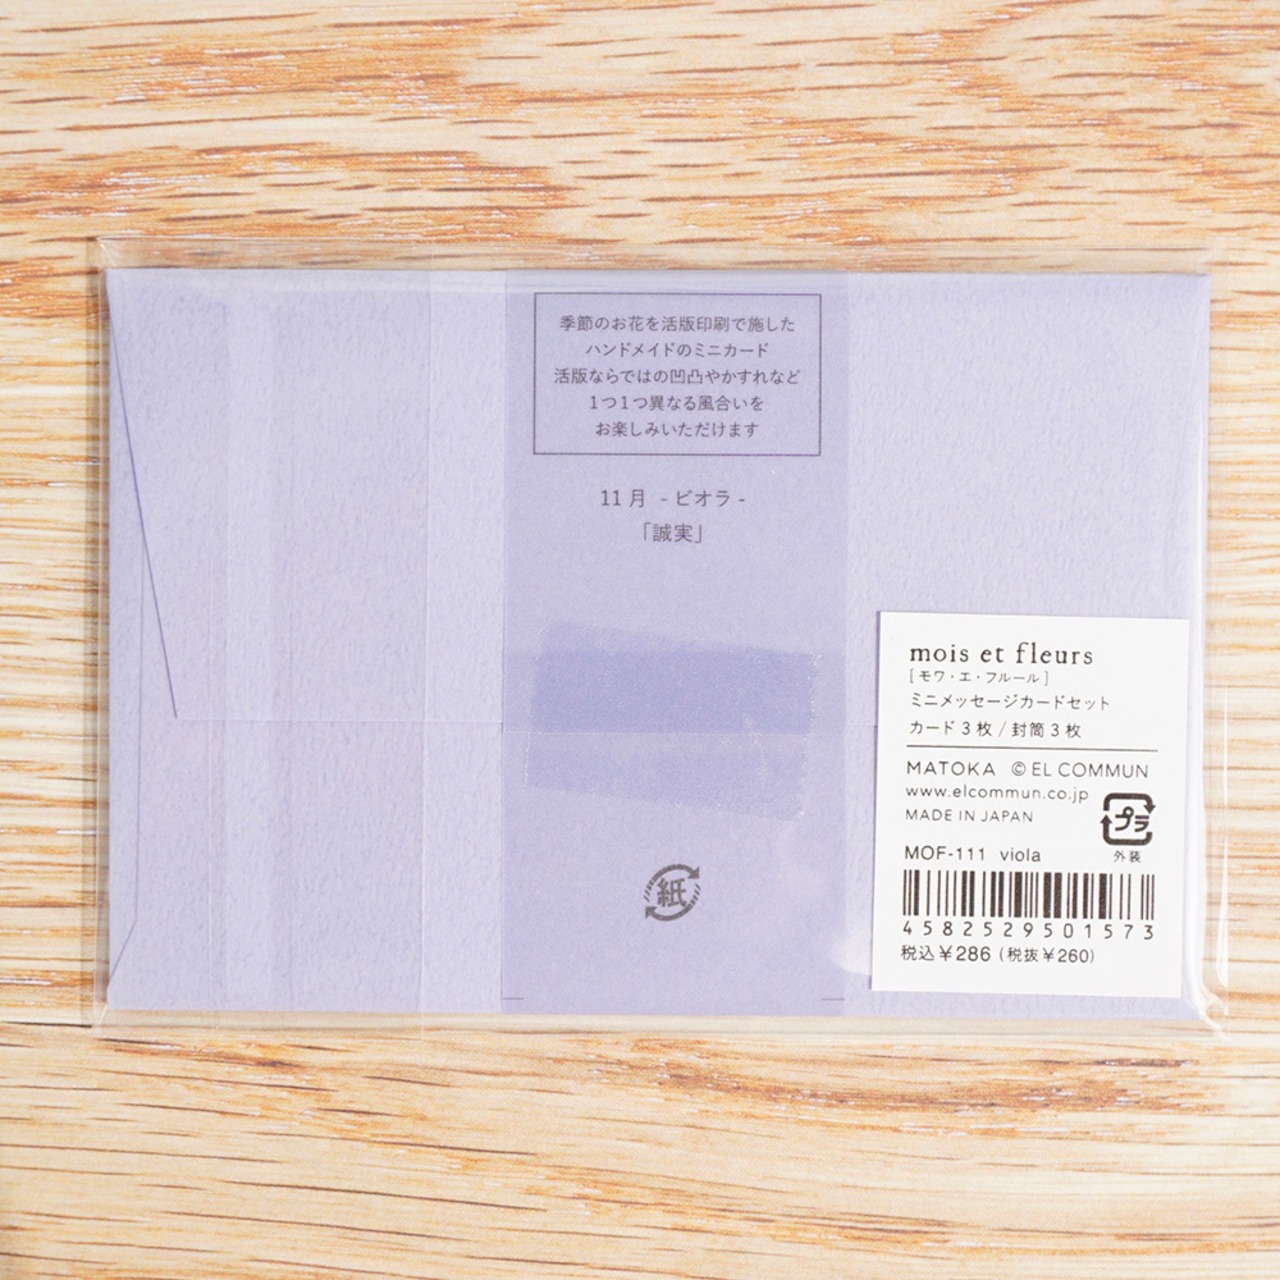 季節のお花を活版印刷で施した
ハンドメイドのミニカード
活版ならではの凹凸やかすれなど
1つ1つ異なる風合いを
お楽しみいただけます
11月 - ビオラ -
「誠実」
紙
mois et fleurs
[ モワ・エ・フルール ]
ミニメッセージカードセット
カード3枚 / 封筒3枚
MATOKA © EL COMMUN
www.elcommun.co.jp
MADE IN JAPAN
プラ
外装
MOF-111 viola
4582529501573
税込¥286（税抜¥260）